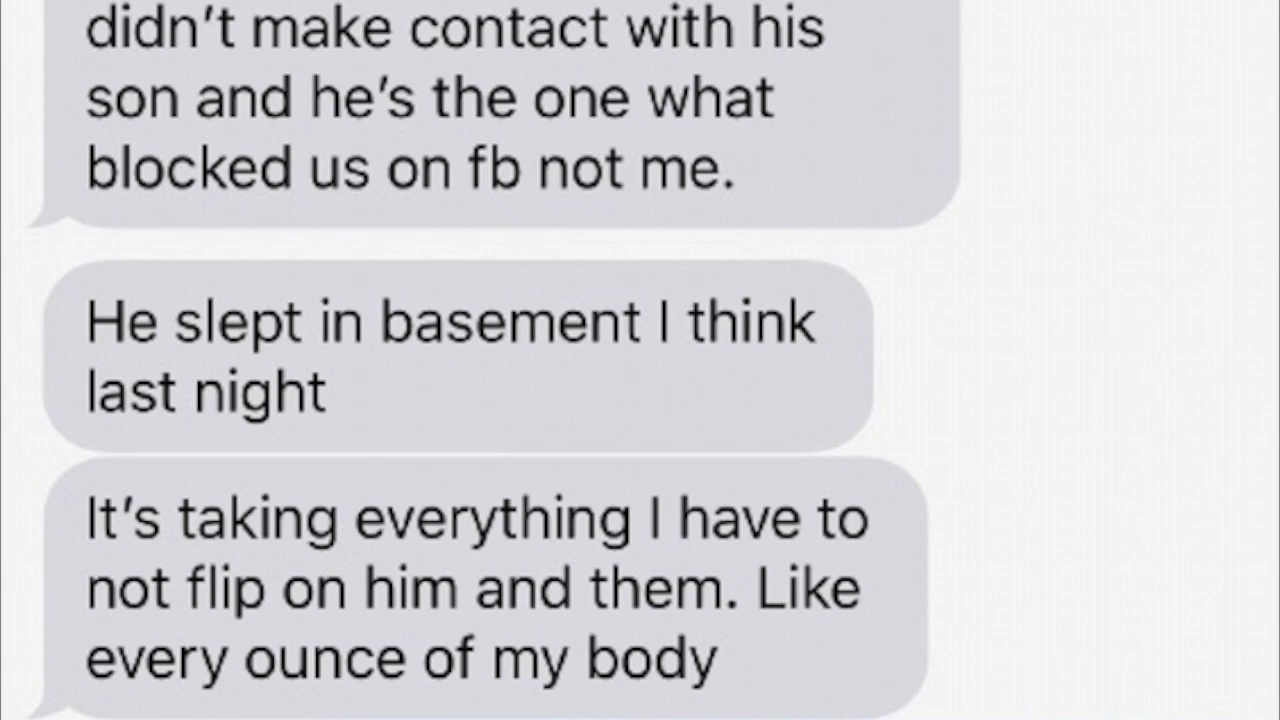 didn't make contact with his
son and he's the one what
blocked us on fb not me.
He slept in basement I think
last night
It's taking everything I have to
not flip on him and them. Like
every ounce of my body